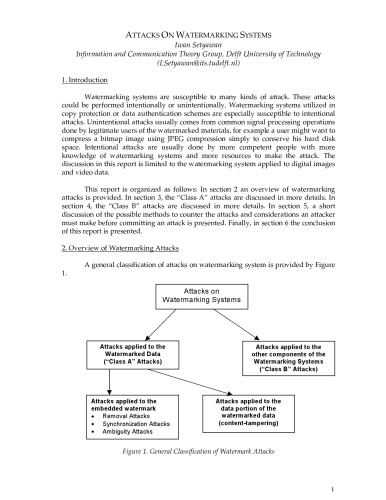 ATTACKS ON WATERMARKING SYSTEMS
Iwan Setyawan
Information and Communication Theory Group, Delft University of Technology
(I.Setyawan@its.tudelft.nl)
1. Introduction
Watermarking systems are susceptible to many kinds of attack. These attacks
could be performed intentionally or unintentionally. Watermarking systems utilized in
copy protection or data authentication schemes are especially susceptible to intentional
attacks. Unintentional attacks usually comes from common signal processing operations
done by legitimate users of the watermarked materials, for example a user might want to
compress a bitmap image using JPEG compression simply to conserve his hard disk
space. Intentional attacks are usually done by more competent people with more
knowledge of watermarking systems and more resources to make the attack. The
discussion in this report is limited to the watermarking system applied to digital images
and video data.
This report is organized as follows: In section 2 an overview of watermarking
attacks is provided. In section 3, the “Class A” attacks are discussed in more details. In
section 4, the “Class B” attacks are discussed in more details. In section 5, a short
discussion of the possible methods to counter the attacks and considerations an attacker
must make before committing an attack is presented. Finally, in section 6 the conclusion
of this report is presented.
2. Overview of Watermarking Attacks
A general classification of attacks on watermarking system is provided by Figure
1.
Attacks on
Watermarking Systems
Attacks applied to the
Watermarked Data
(“Class A” Attacks)
Attacks applied to the
other components of the
Watermarking Systems
(“Class B” Attacks)
Attacks applied to the
embedded watermark
• Removal Attacks
• Synchronization Attacks
• Ambiguity Attacks
Attacks applied to the
data portion of the
watermarked data
(content-tampering)
Figure 1. General Classification of Watermark Attacks
1